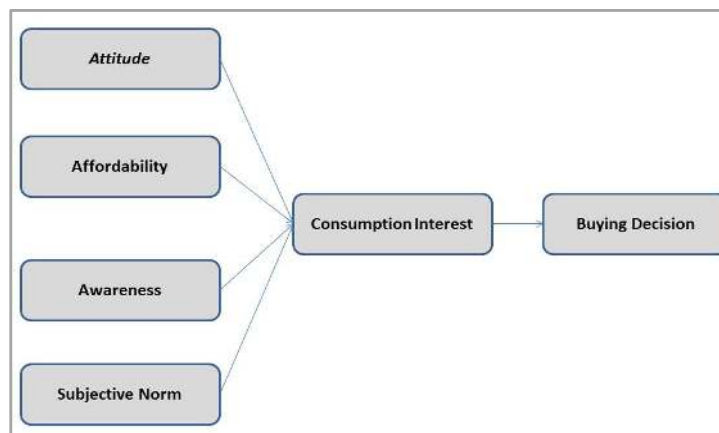 Attitude
Affordability
Consumption Interest
Buying Decision
Awareness
Subjective Norm